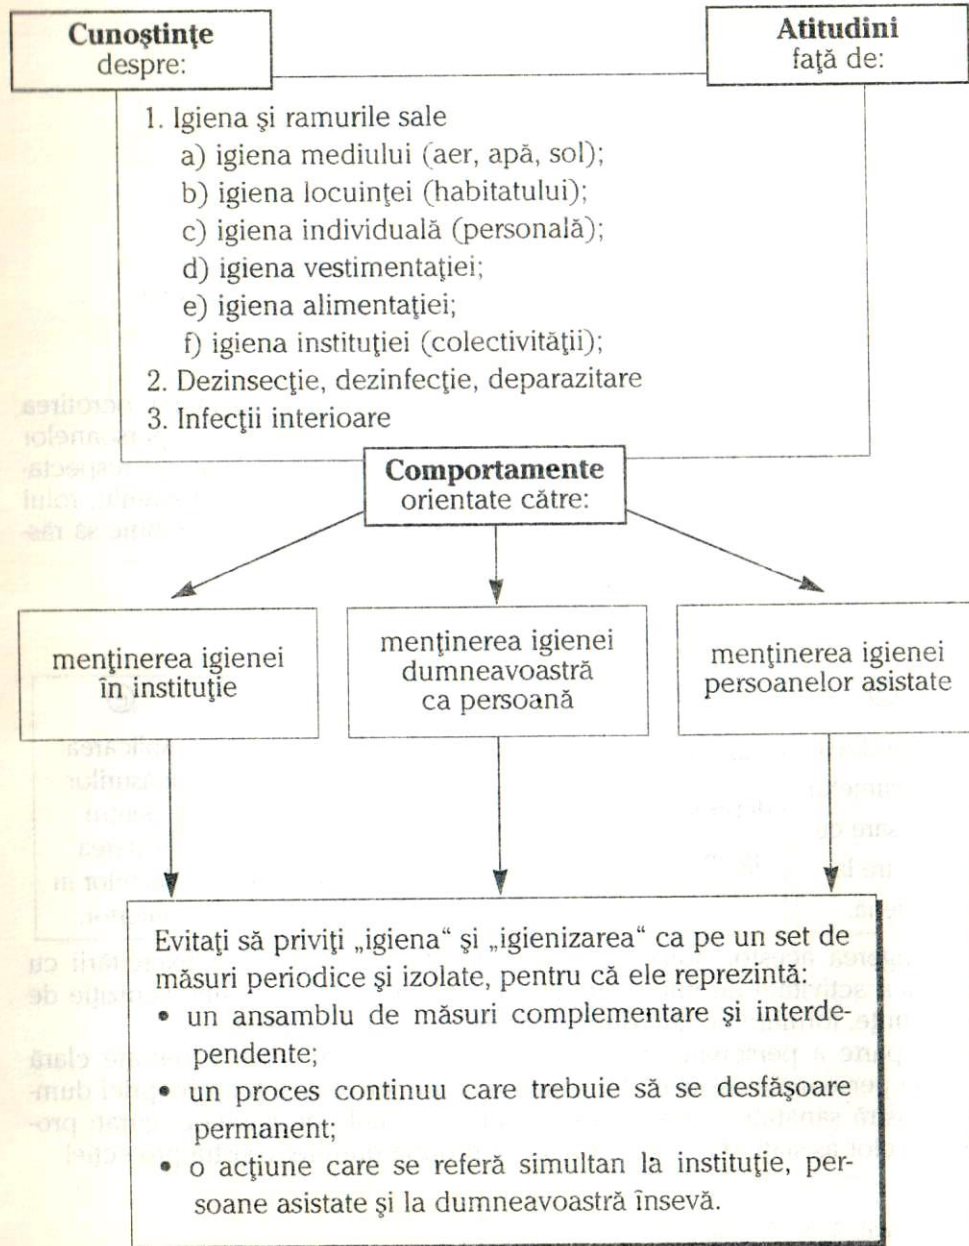 Cunoştinţe
despre:
Atitudini
faţă de:
1. Igiena şi ramurile sale
a) igiena mediului (aer, apă, sol);
b) igiena locuinţei (habitatului);
c) igiena individuală (personală);
d) igiena vestimentaţiei;
e) igiena alimentaţiei;
f) igiena instituţiei (colectivităţii);
2. Dezinsecţie, dezinfecţie, deparazitare
3. Infecţii interioare
Comportamente
orientate către:
menţinerea igienei
în instituţie
menţinerea igienei
dumneavoastră
ca persoană
menţinerea igienei
persoanelor asistate
Evitaţi să priviţi „igiena“ şi „igienizarea“ ca pe un set de
măsuri periodice şi izolate, pentru că ele reprezintă:
• un ansamblu de măsuri complementare şi interde-
pendente;
• un proces continuu care trebuie să se desfăşoare
permanent;
• o acţiune care se referă simultan la instituţie, per-
soane asistate şi la dumneavoastră însevă.